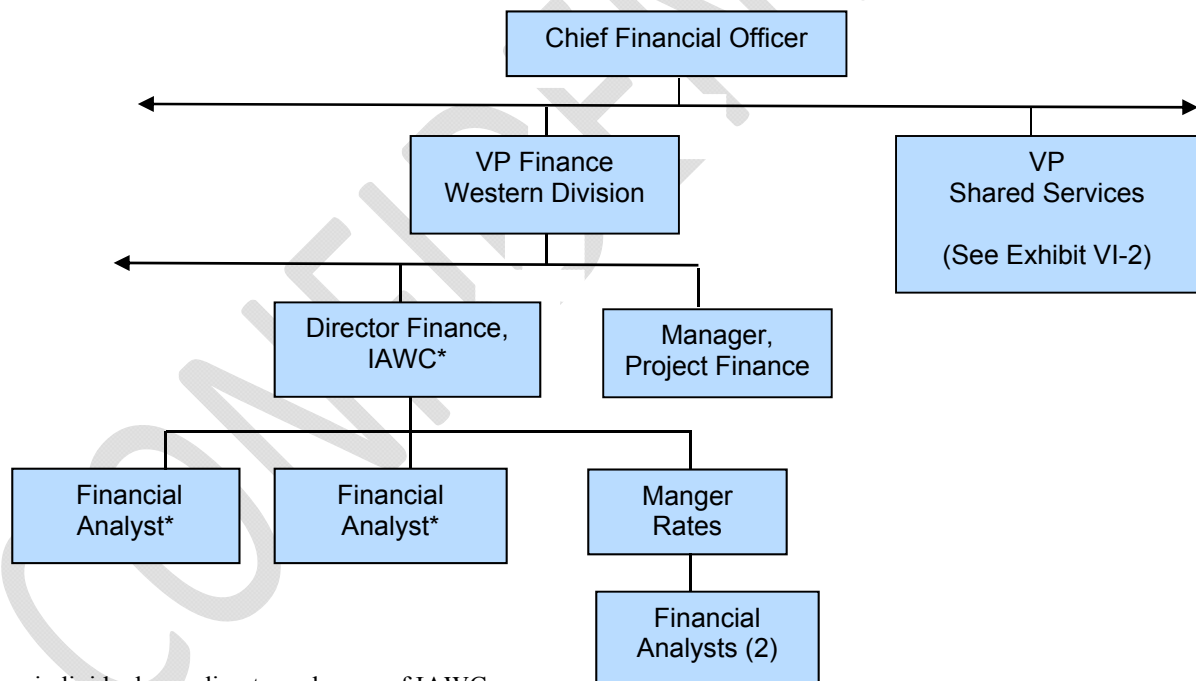 Chief Financial Officer
VP Finance
Western Division
VP
Shared Services
(See Exhibit VI-2)
Director Finance,
IAWC*
Manager,
Project Finance
Financial
Analyst*
Financial
Analyst*
Manger
Rates
Financial
Analysts (2)